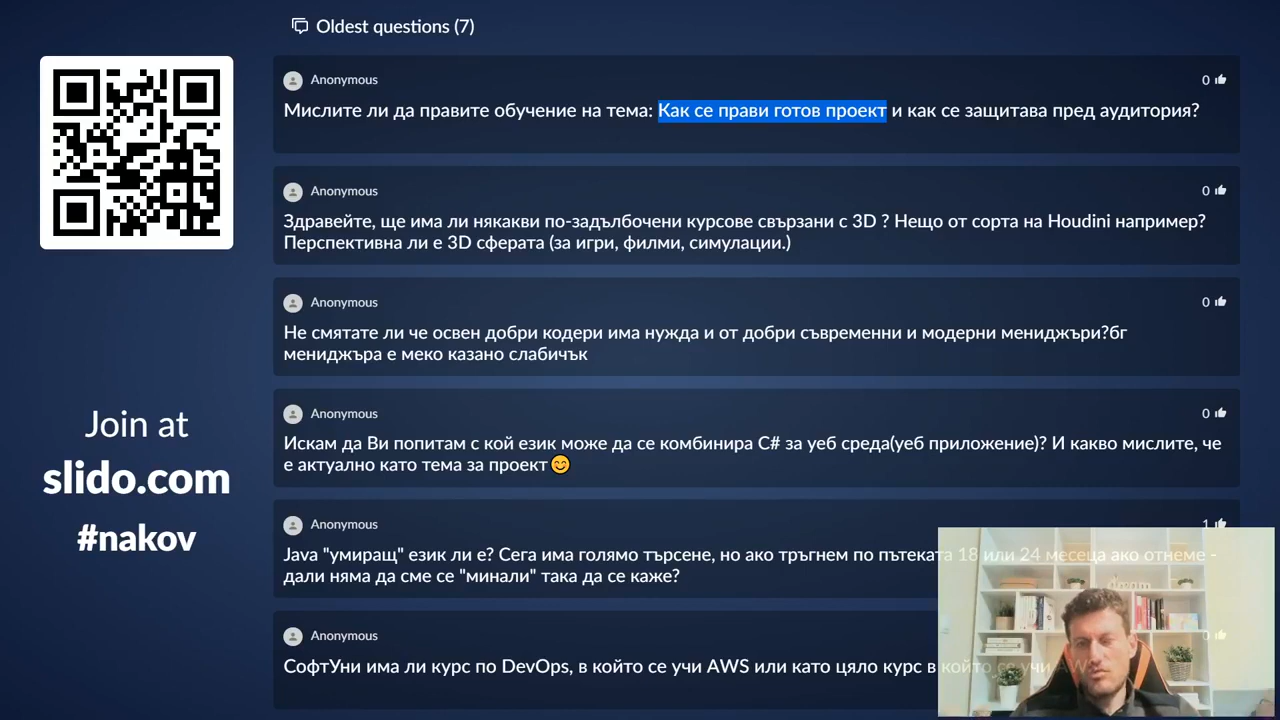 Oldest questions (7)
Anonymous
0
Мислите ли да правите обучение на тема: Как се прави готов проект и как се защитава пред аудитория?
Anonymous
0
Здравейте, ще има ли някакви по-задълбочени курсове свързани с 3D ? Нещо от сорта на Houdini например?
Перспективна ли е 3D сферата (за игри, филми, симулации.)
Anonymous
0
Не смятате ли че освен добри кодери има нужда и от добри съвременни и модерни мениджъри?бг
мениджъра е меко казано слабичък
Anonymous
0
Искам да Ви попитам с кой език може да се комбинира C# за уеб среда(уеб приложение)? И какво мислите, че
е актуално като тема за проект😊
Anonymous
1
Java "умиращ" език ли е? Сега има голямо търсене, но ако тръгнем по пътеката 18 или 24 месеца ако отнеме -
дали няма да сме се "минали" така да се каже?
Anonymous
0
СофтУни има ли курс по DevOps, в който се учи AWS или като цяло курс в който се учи AWS
Join at
slido.com
#nakov
dream